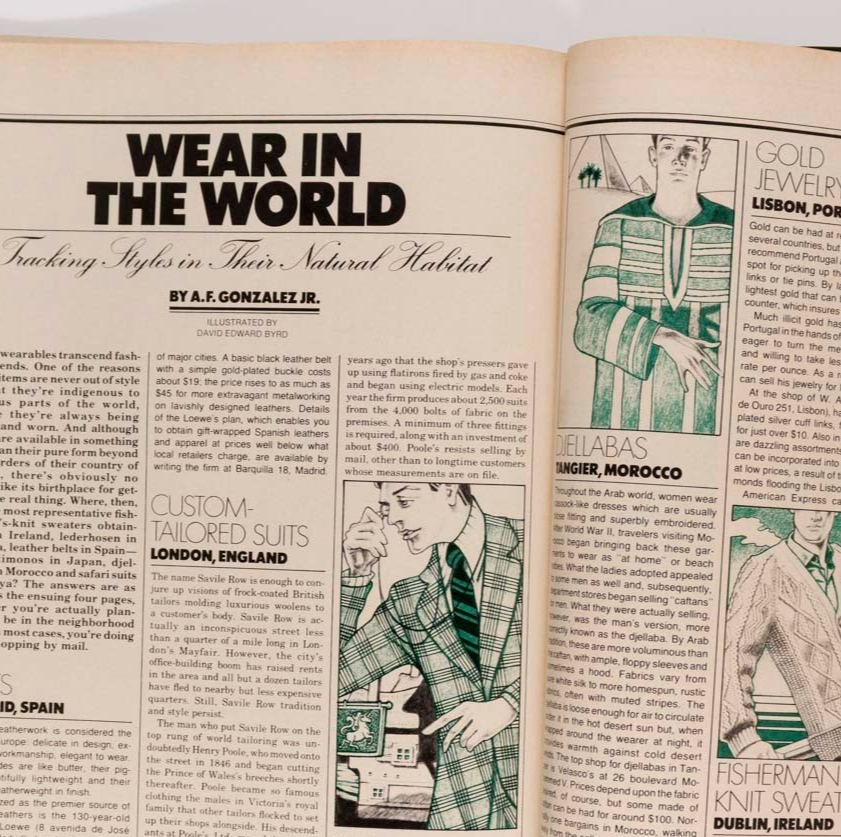 WEAR IN
THE WORLD
Tracking Styles in Their Natural Habitat
BY A.F. GONZALEZ JR.
ILLUSTRATED BY
DAVID EDWARD BYRD
wearables transcend fash-
ends. One of the reasons
items are never out of style
t they're indigenous to
us parts of the world,
they're always being
and worn. And although
are available in something
an their pure form beyond
rders of their country of
, there's obviously no
ike its birthplace for get-
e real thing. Where, then,
most representative fish-
's-knit sweaters obtain-
Ireland, lederhosen in
, leather belts in Spain—
imonos in Japan, djel-
Morocco and safari suits
ya? The answers are as
s the ensuing four pages,
r you're actually plan-
be in the neighborhood
most cases, you're doing
opping by mail.
S
ID, SPAIN
eatherwork is considered the
urope: delicate in design, ex-
workmanship, elegant to wear.
des are like butter, their pig-
tifully lightweight and their
eatherweight in finish.
zed as the premier source of
eathers is the 130-year-old
Loewe (8 avenida de José
of major cities. A basic black leather belt
with a simple gold-plated buckle costs
about $19; the price rises to as much as
$45 for more extravagant metalworking
on lavishly designed leathers. Details
of the Loewe's plan, which enables you
to obtain gift-wrapped Spanish leathers
and apparel at prices well below what
local retailers charge, are available by
writing the firm at Barquilla 18, Madrid.
CUSTOM-
TAILORED SUITS
LONDON, ENGLAND
The name Savile Row is enough to con-
jure up visions of frock-coated British
tailors molding luxurious woolens to
a customer's body. Savile Row is ac-
tually an inconspicuous street less
than a quarter of a mile long in Lon-
don's Mayfair. However, the city's
office-building boom has raised rents
in the area and all but a dozen tailors
have fled to nearby but less expensive
quarters. Still, Savile Row tradition
and style persist.
The man who put Savile Row on the
top rung of world tailoring was un-
doubtedly Henry Poole, who moved onto
the street in 1846 and began cutting
the Prince of Wales's breeches shortly
thereafter. Poole became so famous
clothing the males in Victoria's royal
family that other tailors flocked to set
up their shops alongside. His descend-
ants at Poole's Ltd.
years ago that the shop's pressers gave
up using flatirons fired by gas and coke
and began using electric models. Each
year the firm produces about 2,500 suits
from the 4,000 bolts of fabric on the
premises. A minimum of three fittings
is required, along with an investment of
about $400. Poole's resists selling by
mail, other than to longtime customers
whose measurements are on file.
DJELLABAS
TANGIER, MOROCCO
Throughout the Arab world, women wear
cassock-like dresses which are usually
fitting and superbly embroidered.
After World War II, travelers visiting Mo-
rocco began bringing back these gar-
ments to wear as "at home" or beach
What the ladies adopted appealed
some men as well and, subsequently,
department stores began selling "caftans"
men. What they were actually selling,
however, was the man's version, more
correctly known as the djellaba. By Arab
tradition, these are more voluminous than
caftan, with ample, floppy sleeves and
sometimes a hood. Fabrics vary from
white silk to more homespun, rustic
often with muted stripes. The
is loose enough for air to circulate
under it in the hot desert sun but, when
wrapped around the wearer at night, it
provides warmth against cold desert
The top shop for djellabas in Tan-
is Velasco's at 26 boulevard Mo-
V. Prices depend upon the fabric
of course, but some make of
can be had for around $100. Nor-
one bargains in Morocco, walking
GOLD
JEWELRY
LISBON, POR
Gold can be had at r
several countries, but
recommend Portugal
spot for picking up th
links or tie pins. By la
lightest gold that can
counter, which insures
Much illicit gold has
Portugal in the hands of
eager to turn the me
and willing to take les
rate per ounce. As a r
can sell his jewelry for
At the shop of W. A
de Ouro 251, Lisbon), ha
plated silver cuff links, f
for just over $10. Also in
are dazzling assortments
can be incorporated into
at low prices, a result of t
monds flooding the Lisbo
American Express ca
FISHERMAN
KNIT SWEAT
DUBLIN, IRELAND